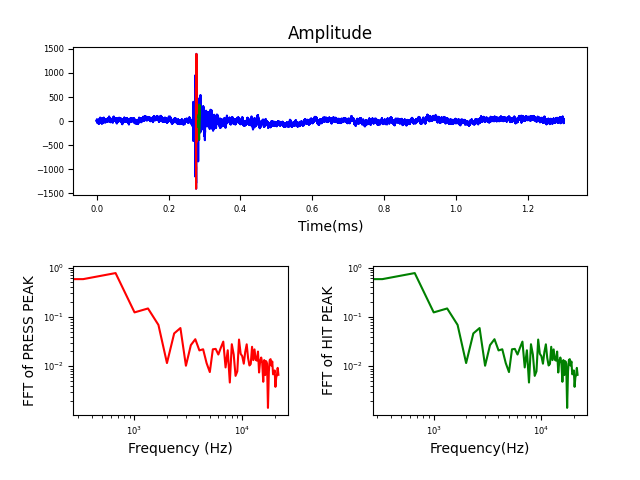 Amplitude
1500
1000
500
0
−500
−1000
−1500
0.0 0.2 0.4 0.6 0.8 1.0 1.2
Time(ms)
FFT of PRESS PEAK
10⁰
10⁻¹
10⁻²
10³ 10⁴
Frequency (Hz)
FFT of HIT PEAK
10⁰
10⁻¹
10⁻²
10³ 10⁴
Frequency(Hz)